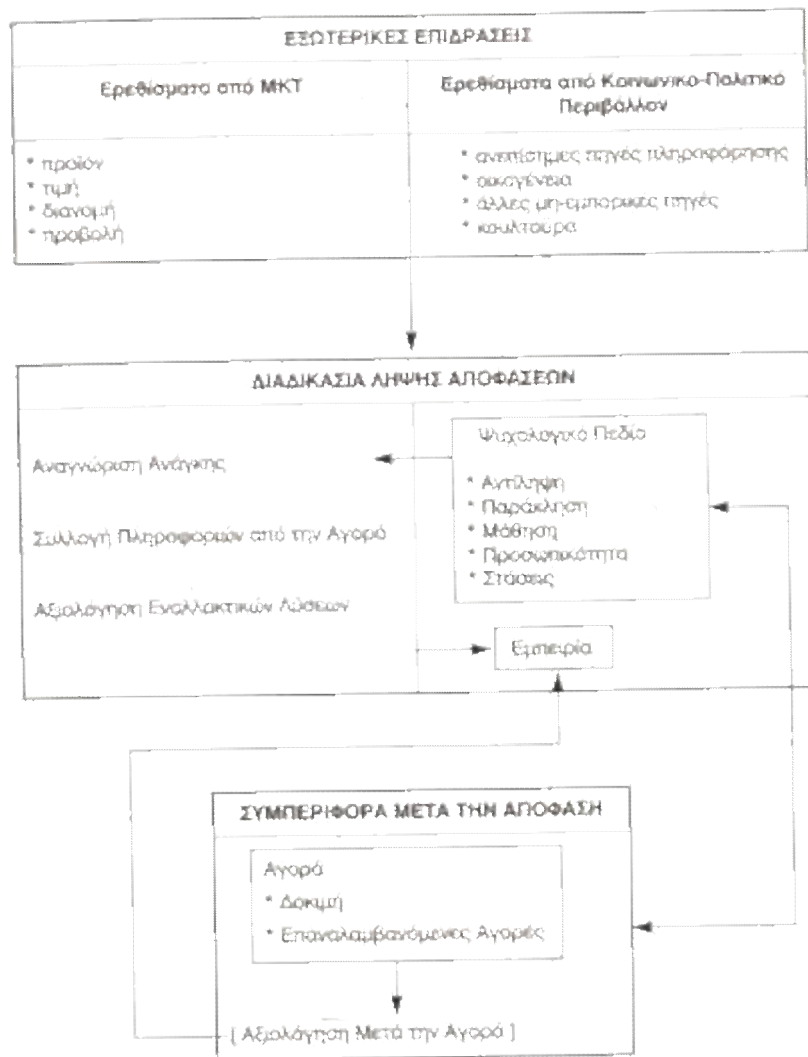 ΕΞΩΤΕΡΙΚΕΣ ΕΠΙΔΡΑΣΕΙΣ
Ερεθίσματα από ΜΚΤ
* προϊόν
* τιμή
* διανομή
* προβολή
Ερεθίσματα από Κοινωνικο-Πολιτικό
Περιβάλλον
* ανεπίσημες πηγές πληροφόρησης
* οικογένεια
* άλλες μη-εμπορικές πηγές
* κουλτούρα
ΔΙΑΔΙΚΑΣΙΑ ΛΗΨΗΣ ΑΠΟΦΑΣΕΩΝ
Αναγνώριση Ανάγκης
Συλλογή Πληροφοριών από την Αγορά
Αξιολόγηση Εναλλακτικών Λύσεων
Ψυχολογικό Πεδίο
* Αντίληψη
* Παράκληση
* Μάθηση
* Προσωπικότητα
* Στάσεις
Εμπειρία
ΣΥΜΠΕΡΙΦΟΡΑ ΜΕΤΑ ΤΗΝ ΑΠΟΦΑΣΗ
Αγορά
* Δοκιμή
* Επαναλαμβανόμενες Αγορές
[ Αξιολόγηση Μετά την Αγορά ]